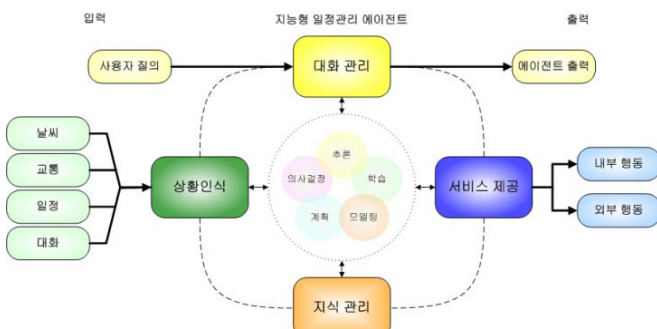 입력
지능형 일정관리 에이전트
출력
사용자 질의
대화 관리
에이전트 출력
날씨
교통
일정
대화
상황인식
추론
의사결정
학습
계획
모델링
서비스 제공
내부 행동
외부 행동
지식 관리